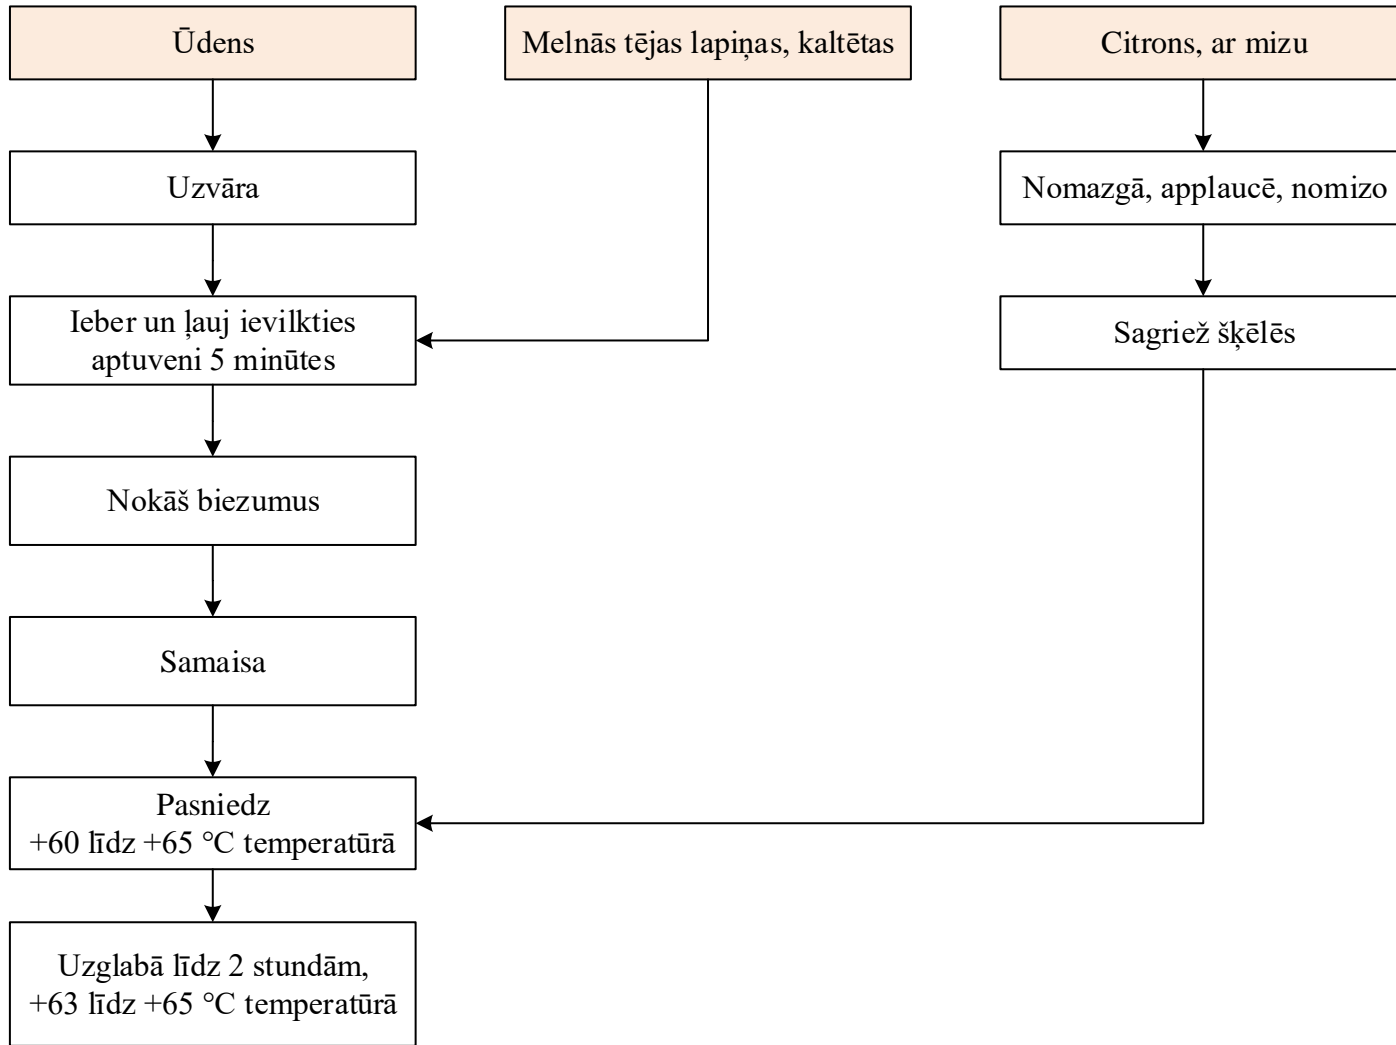 Ūdens
Melnās tējas lapiņas, kaltētas
Citrons, ar mizu
Uzvāra
Nomazgā, applaucē, nomizo
Ieber un ļauj ievilkties
aptuveni 5 minūtes
Sagriež šķēlēs
Nokāš biezumus
Samaisa
Pasniedz
+60 līdz +65 °C temperatūrā
Uzglabā līdz 2 stundām,
+63 līdz +65 °C temperatūrā